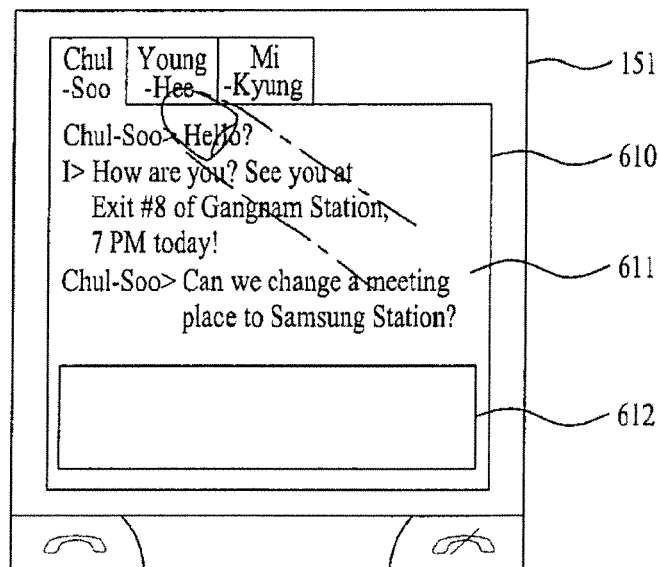 Chul
-Soo
Young
-Hee
Mi
-Kyung
Chul-Soo> Hello?
I> How are you? See you at
Exit #8 of Gangnam Station,
7 PM today!
Chul-Soo> Can we change a meeting
place to Samsung Station?
151
610
611
612